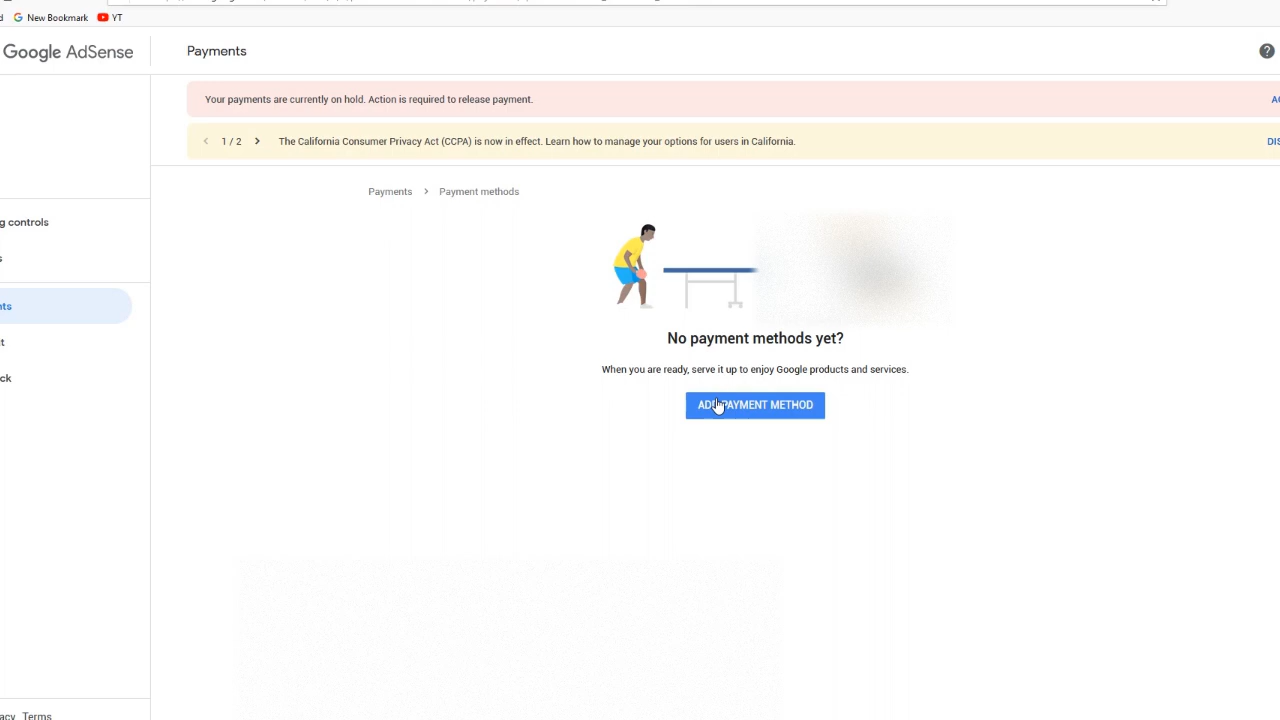 New Bookmark YT
Google AdSense
Payments
Your payments are currently on hold. Action is required to release payment.
1 / 2 The California Consumer Privacy Act (CCPA) is now in effect. Learn how to manage your options for users in California.
Payments > Payment methods
g controls
No payment methods yet?
When you are ready, serve it up to enjoy Google products and services.
ADD PAYMENT METHOD
Terms